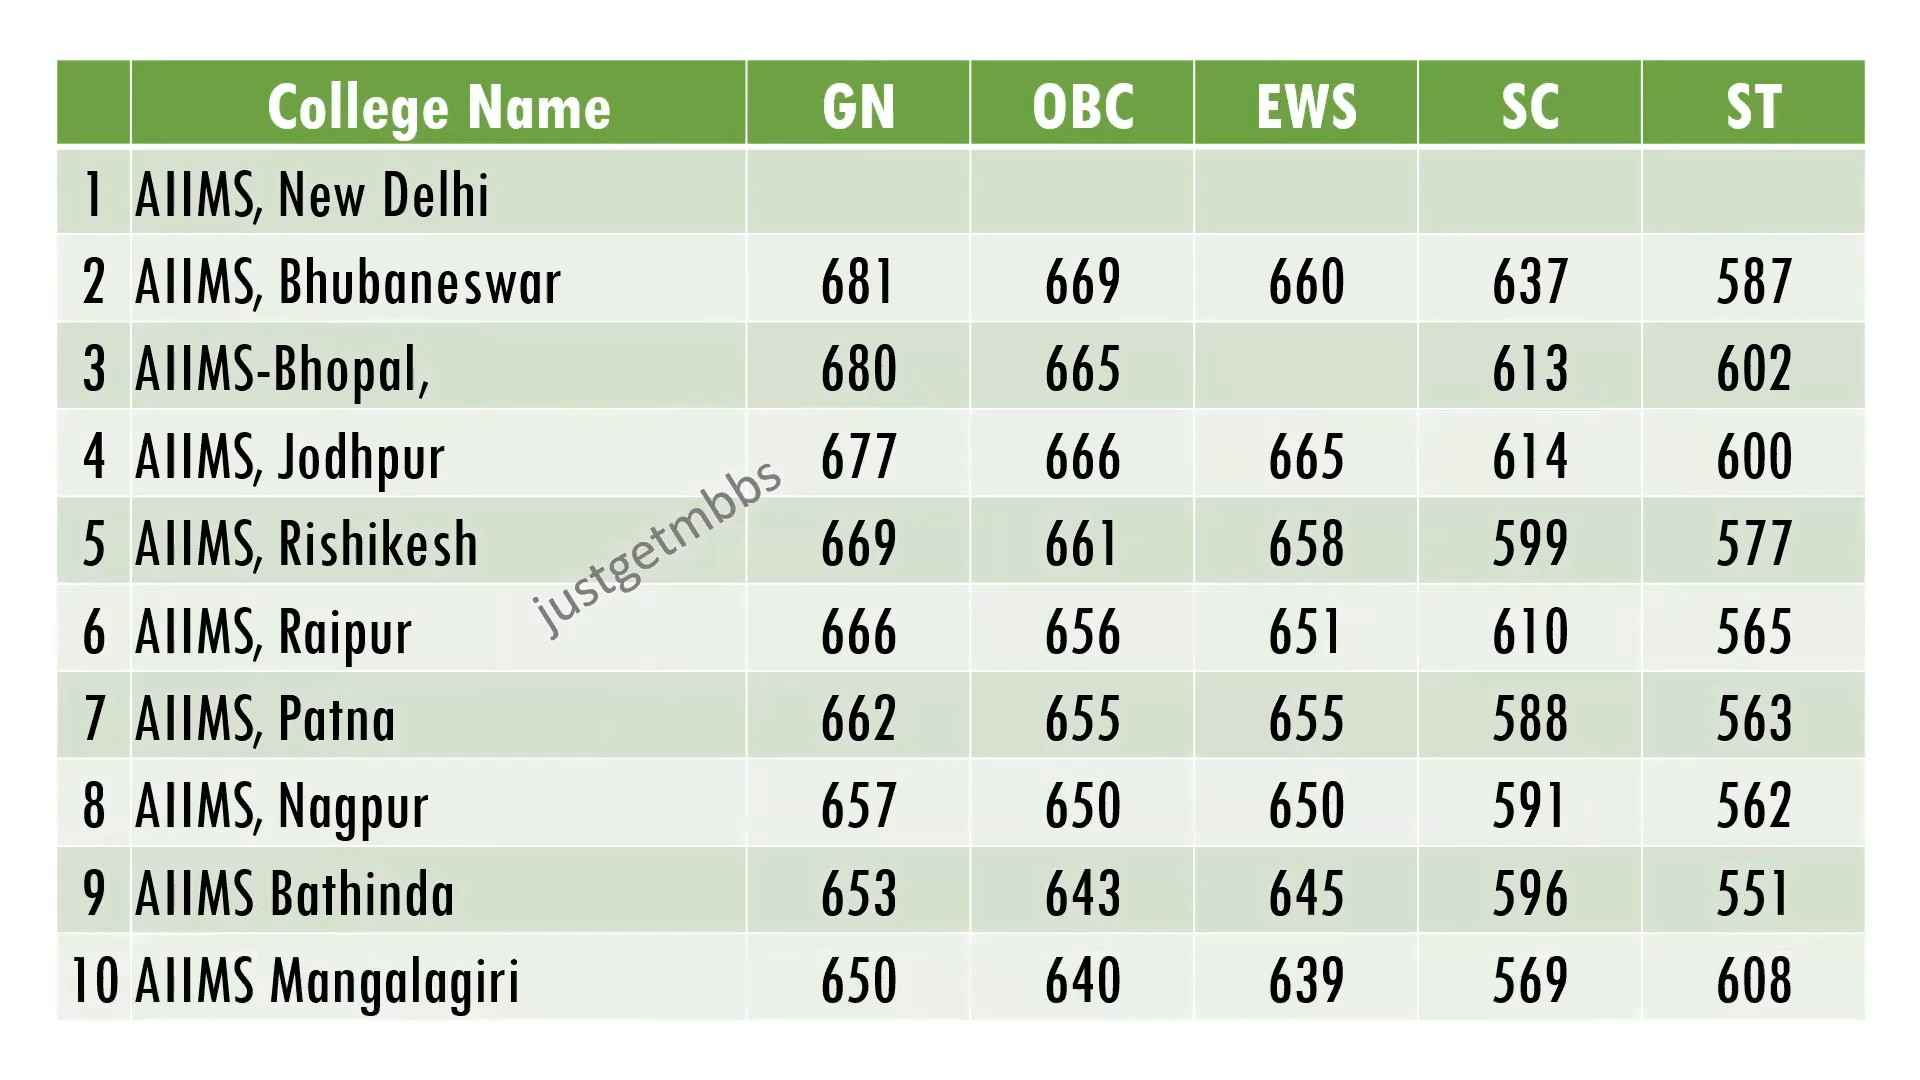 College Name GN OBC EWS SC ST
1 AIIMS, New Delhi
2 AIIMS, Bhubaneswar 681 669 660 637 587
3 AIIMS-Bhopal, 680 665 613 602
4 AIIMS, Jodhpur 677 666 665 614 600
5 AIIMS, Rishikesh 669 661 658 599 577
6 AIIMS, Raipur 666 656 651 610 565
7 AIIMS, Patna 662 655 655 588 563
8 AIIMS, Nagpur 657 650 650 591 562
9 AIIMS Bathinda 653 643 645 596 551
10 AIIMS Mangalagiri 650 640 639 569 608
justgetmbbs